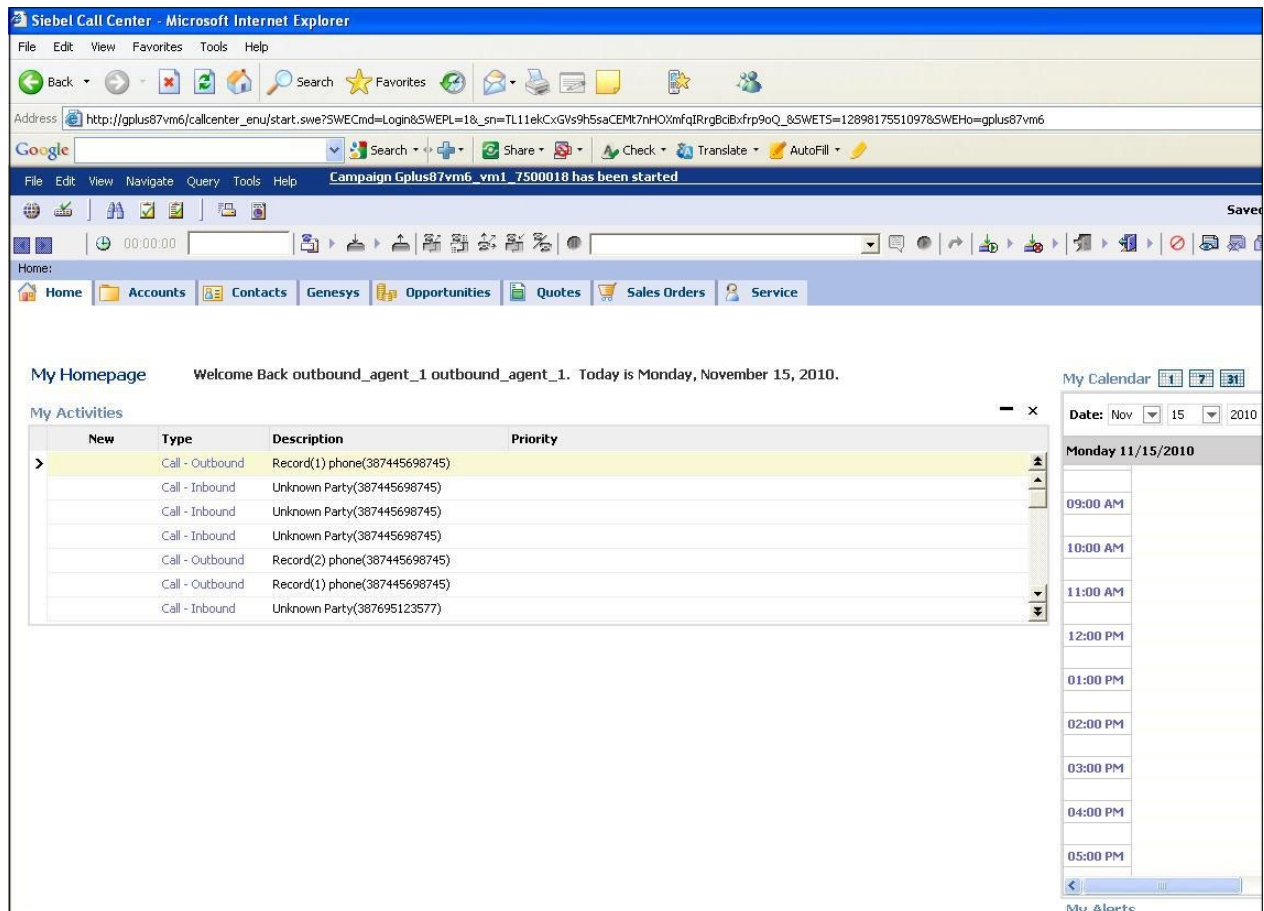 Siebel Call Center - Microsoft Internet Explorer
File Edit View Favorites Tools Help
Back Search Favorites
Address http://gplus87vm6/callcenter_enu/start.swe?SWECmd=Login&SWEPL=1&_sn=TL11ekCxGVs9h5saCEMt7nHOXmfqIRrgBciBxfrp9oQ_&SWETS=1289817551097&SWEHo=gplus87vm6
Google Search Share Check Translate AutoFill
File Edit View Navigate Query Tools Help Campaign Gplus87vm6_vm1_7500018 has been started
Saved
00:00:00
Home:
Home Accounts Contacts Genesys Opportunities Quotes Sales Orders Service
My Homepage Welcome Back outbound_agent_1 outbound_agent_1. Today is Monday, November 15, 2010.
My Activities
New Type Description Priority
Call - Outbound Record(1) phone(387445698745)
Call - Inbound Unknown Party(387445698745)
Call - Inbound Unknown Party(387445698745)
Call - Inbound Unknown Party(387445698745)
Call - Outbound Record(2) phone(387445698745)
Call - Outbound Record(1) phone(387445698745)
Call - Inbound Unknown Party(387695123577)
My Calendar 1 7 31
Date: Nov 15 2010
Monday 11/15/2010
09:00 AM
10:00 AM
11:00 AM
12:00 PM
01:00 PM
02:00 PM
03:00 PM
04:00 PM
05:00 PM
My Alerts